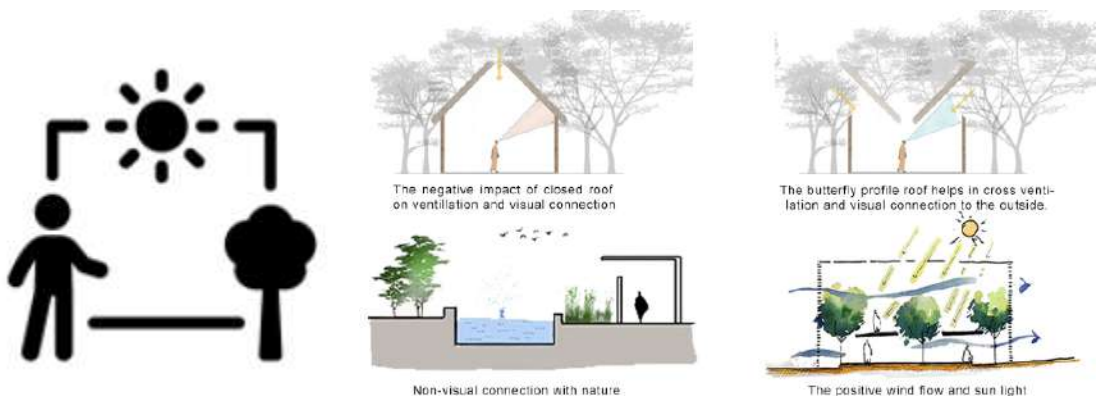 The negative impact of closed roof
on ventillation and visual connection
The butterfly profile roof helps in cross venti-
lation and visual connection to the outside.
Non-visual connection with nature
The positive wind flow and sun light